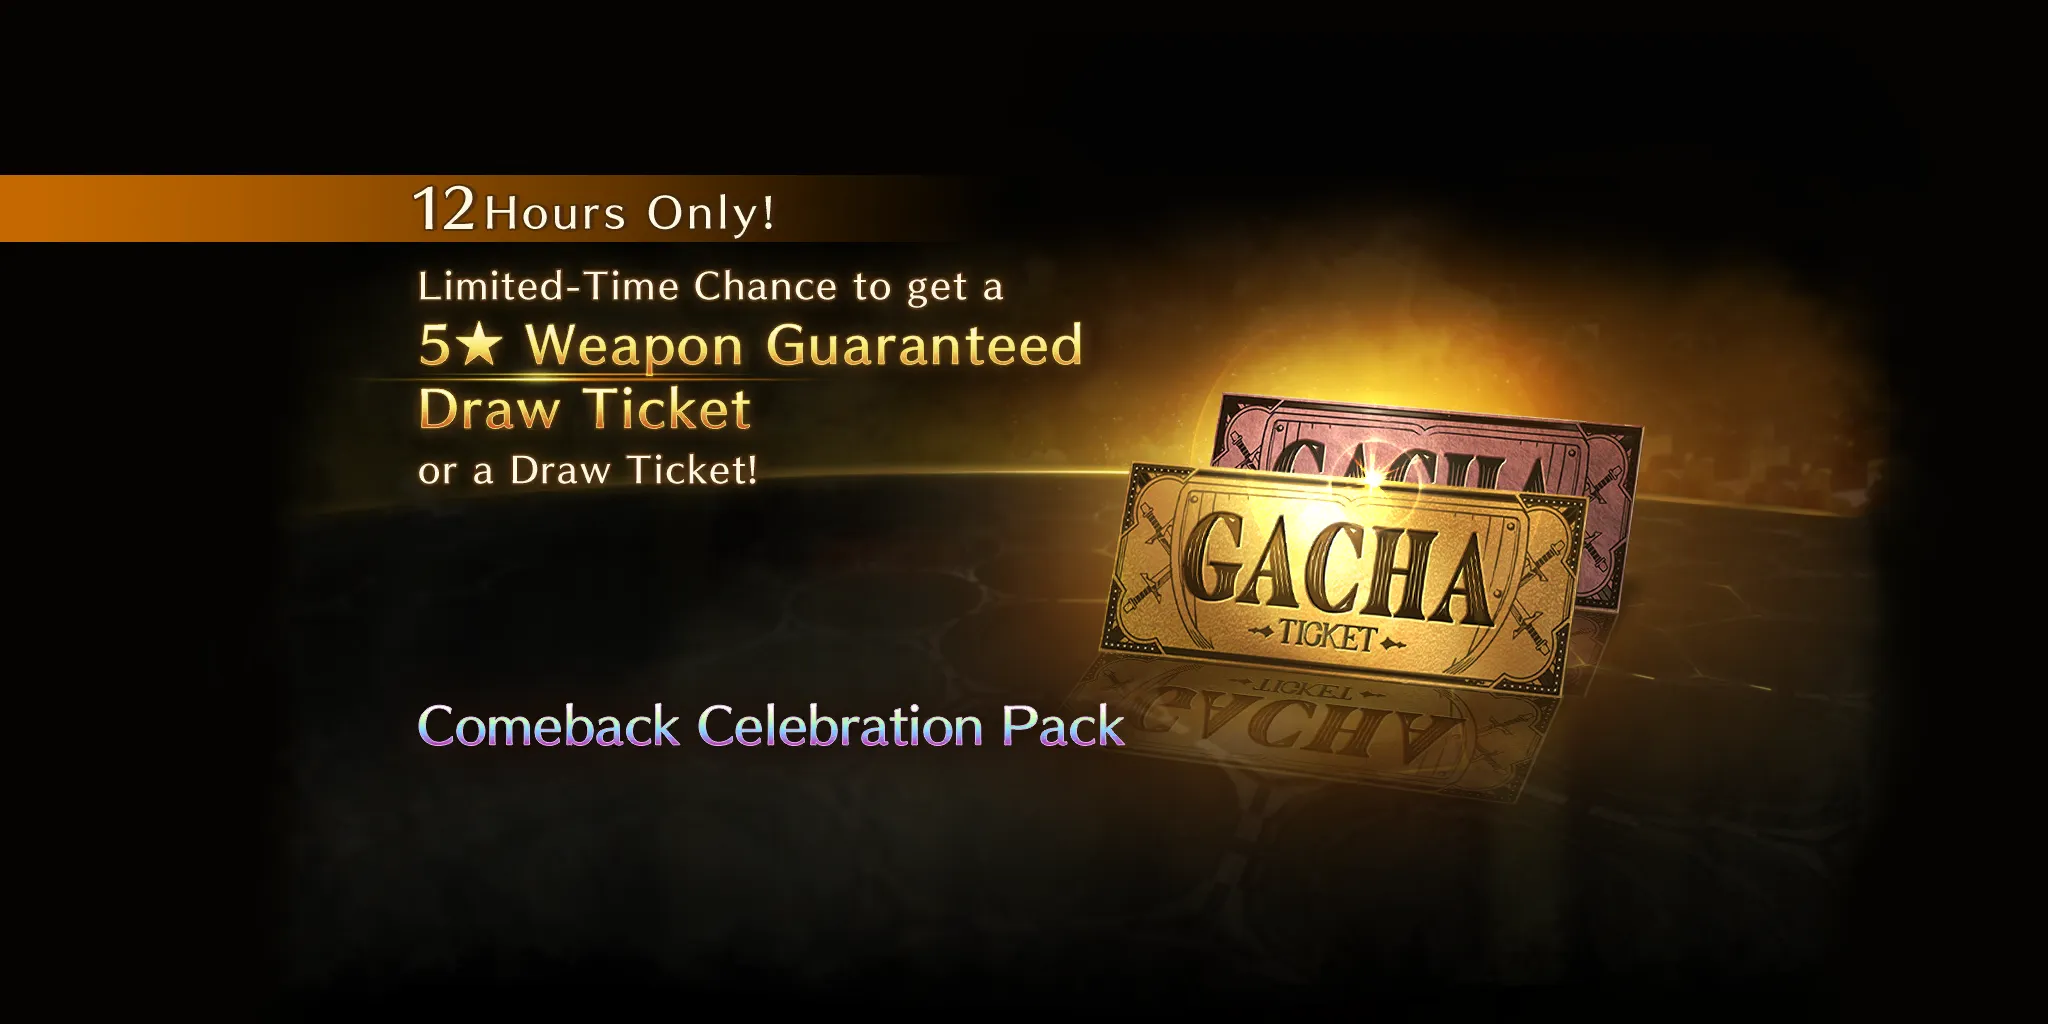 12 Hours Only!
Limited-Time Chance to get a
5★ Weapon Guaranteed
Draw Ticket
or a Draw Ticket!
GACHA
GACHA
TICKET
Comeback Celebration Pack